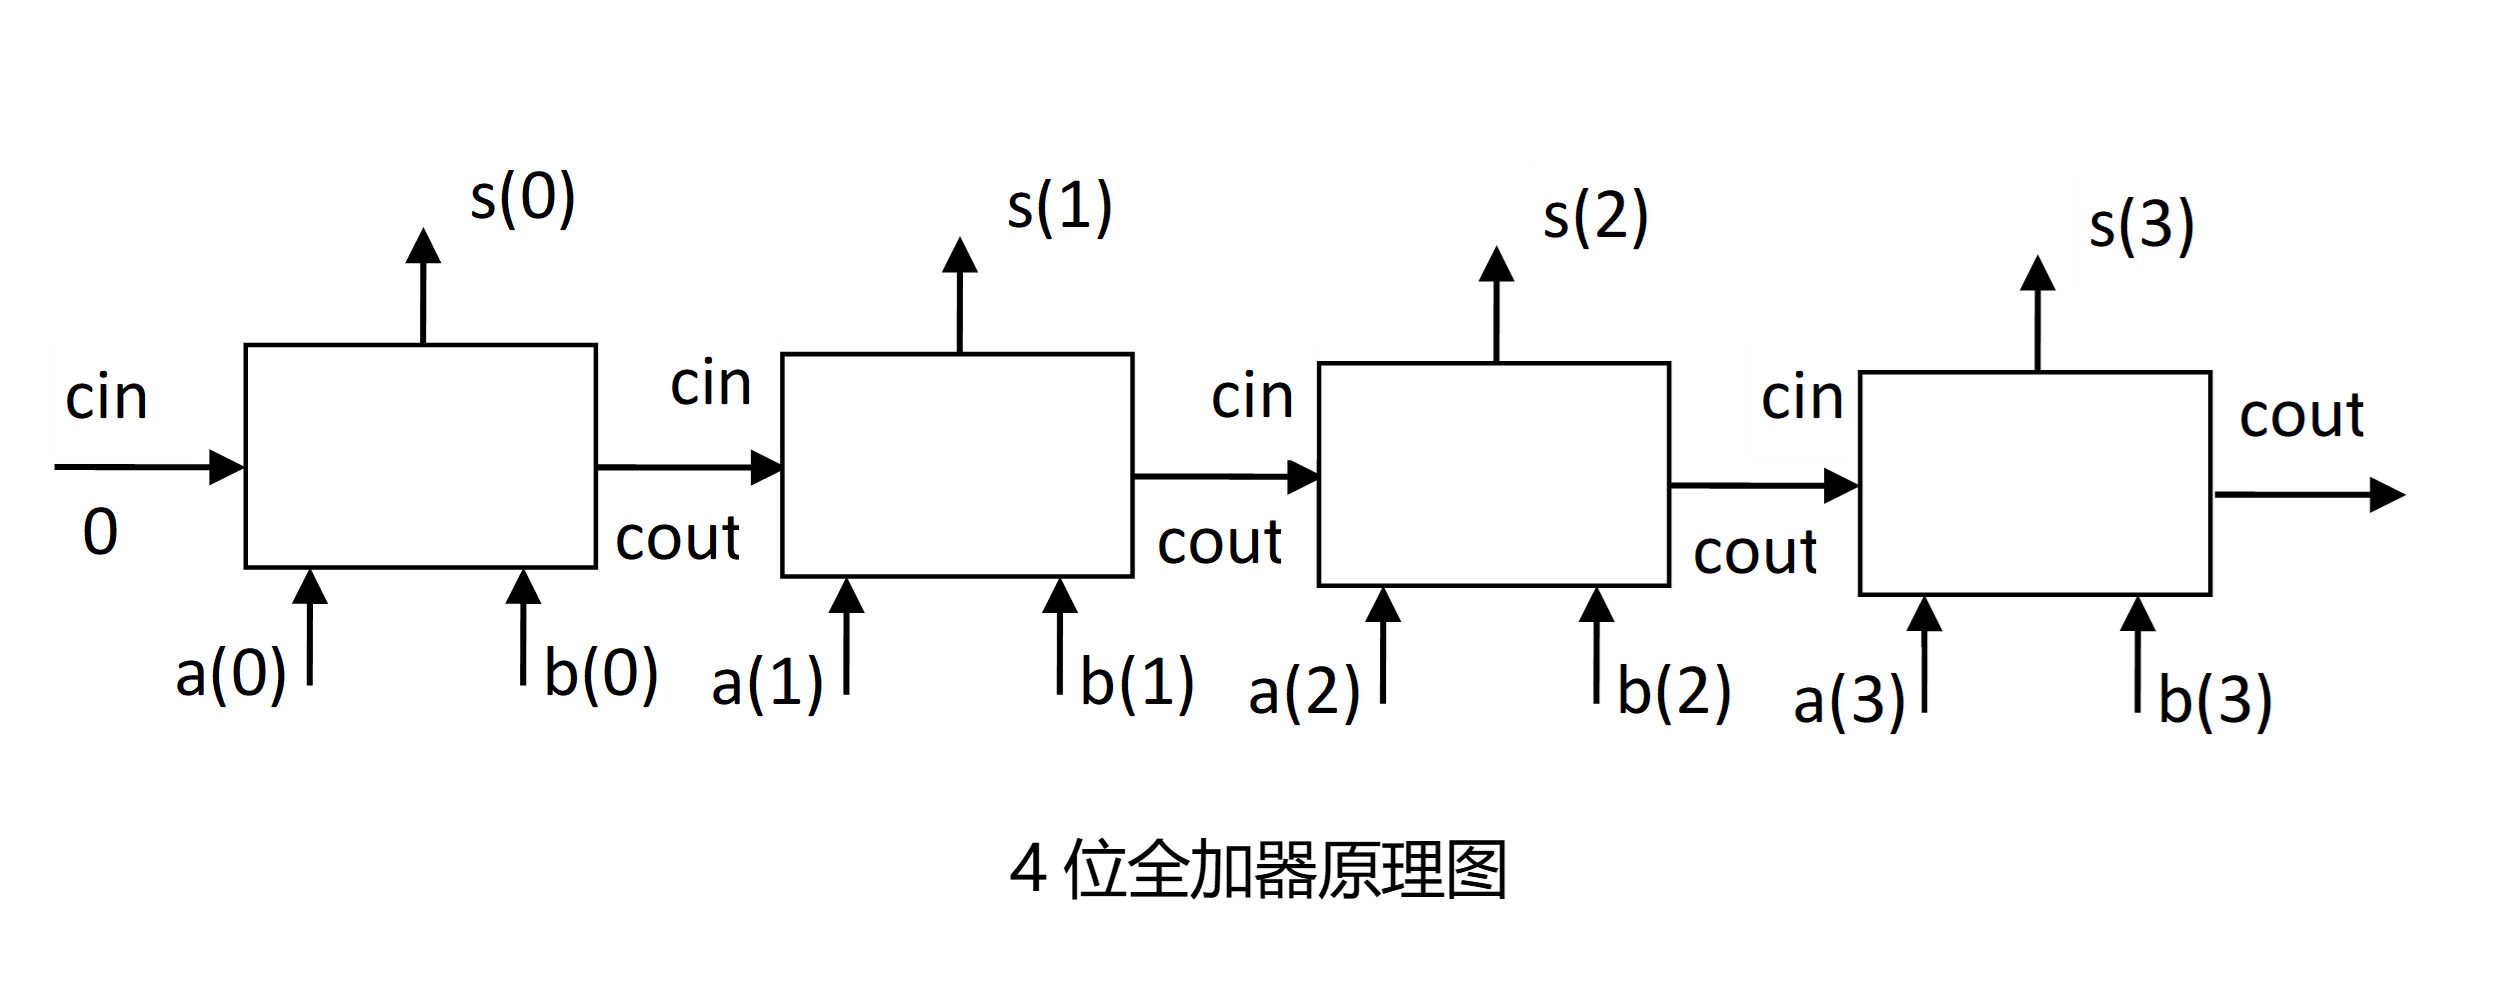 s(0) s(1) s(2) s(3)
cin cin cin cin cout
0 cout cout cout
a(0) b(0) a(1) b(1) a(2) b(2) a(3) b(3)
4 位全加器原理图